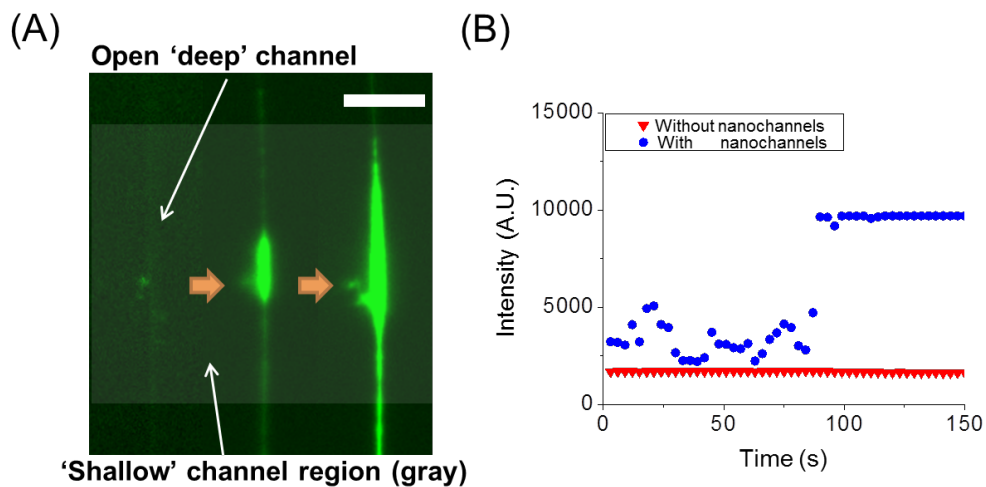 (A)
Open ‘deep’ channel
‘Shallow’ channel region (gray)
(B)
Intensity (A.U.)
15000
10000
5000
0
Without nanochannels
With nanochannels
0 50 100 150
Time (s)